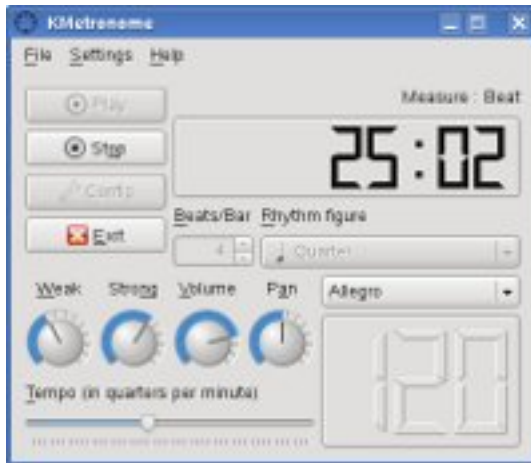 KMetronome
File Settings Help
Play
Measure : Beat
Stop
25:02
Config
Beats/Bar Rhythm figure
Exit
4 Quarter
Weak Strong Volume Pan
Allegro
120
Tempo (in quarters per minute)